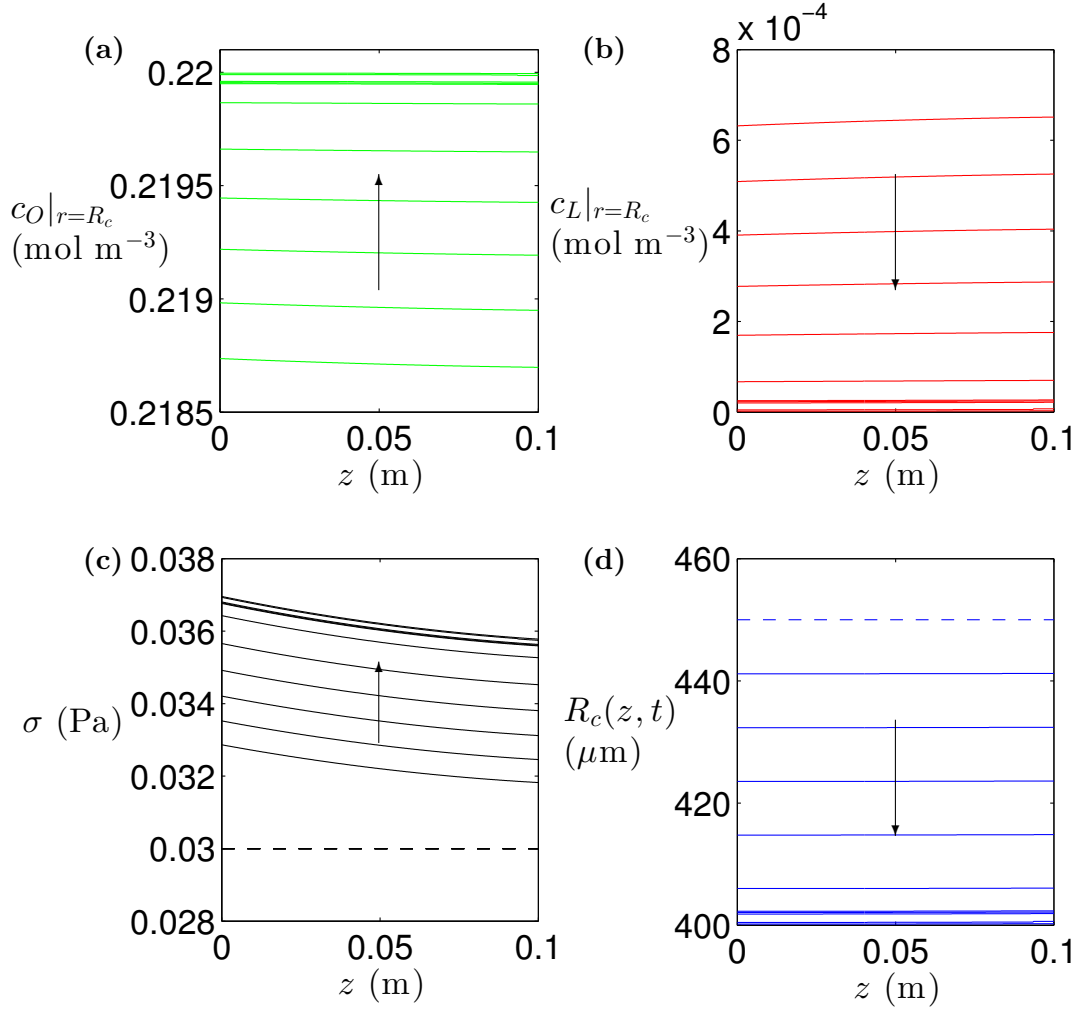 (a)
0.22
0.2195
0.219
0.2185
c_O|_{r=R_c}
(mol m^{-3})
0
0.05
0.1
z (m)
(b)
x 10^{-4}
8
6
4
2
0
c_L|_{r=R_c}
(mol m^{-3})
0
0.05
0.1
z (m)
(c)
0.038
0.036
0.034
0.032
0.03
0.028
σ (Pa)
0
0.05
0.1
z (m)
(d)
460
440
420
400
R_c(z, t)
(μm)
0
0.05
0.1
z (m)